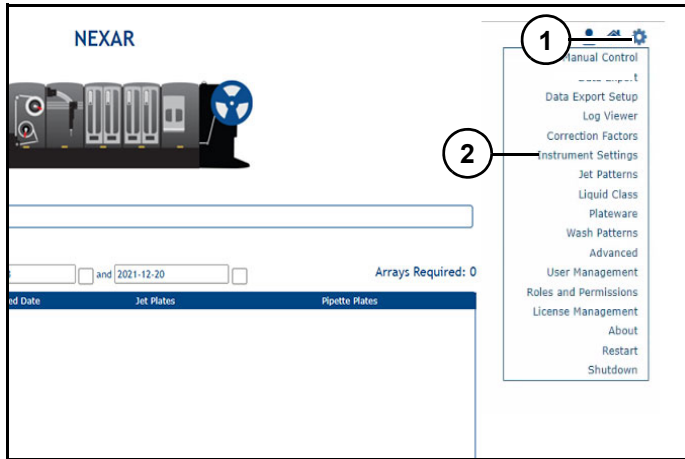 NEXAR
1
Manual Control
Data Export Setup
Log Viewer
Correction Factors
2
Instrument Settings
Jet Patterns
Liquid Class
Plateware
Wash Patterns
Advanced
User Management
Roles and Permissions
License Management
About
Restart
Shutdown
and 2021-12-20
Arrays Required: 0
ed Date Jet Plates Pipette Plates